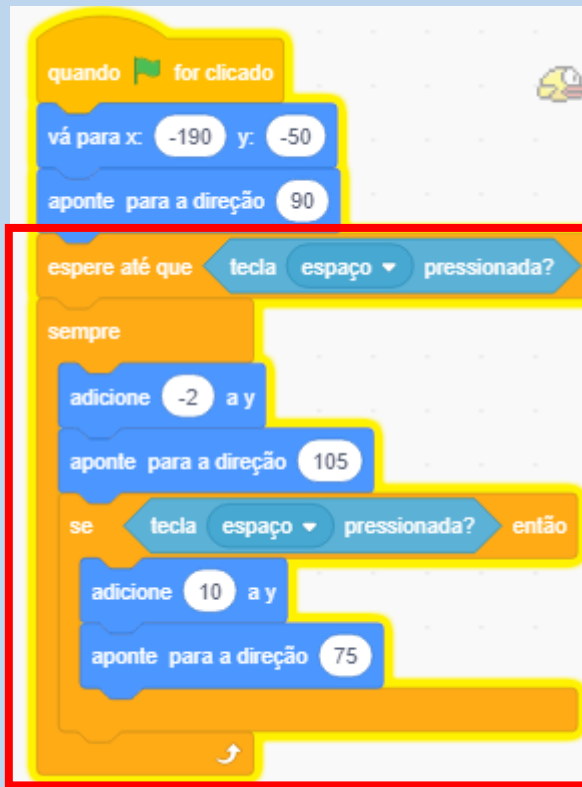 quando for clicado
vá para x: -190 y: -50
aponte para a direção 90
espere até que tecla espaço pressionada?
sempre
adicione -2 a y
aponte para a direção 105
se tecla espaço pressionada? então
adicione 10 a y
aponte para a direção 75